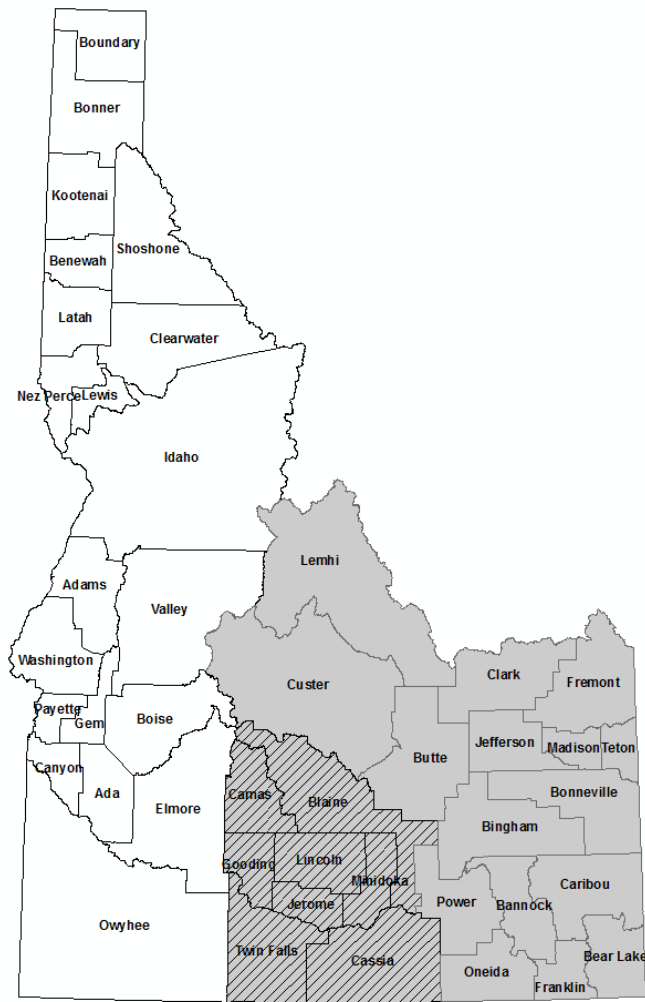 Boundary
Bonner
Kootenai
Shoshone
Benewah
Latah
Clearwater
Nez Perce
Lewis
Idaho
Lemhi
Adams
Valley
Washington
Clark
Fremont
Custer
Payette
Gem
Boise
Jefferson
Madison
Teton
Butte
Canyon
Ada
Elmore
Camas
Blaine
Bonneville
Bingham
Gooding
Lincoln
Minidoka
Caribou
Jerome
Power
Bannock
Owyhee
Twin Falls
Cassia
Bear Lake
Oneida
Franklin